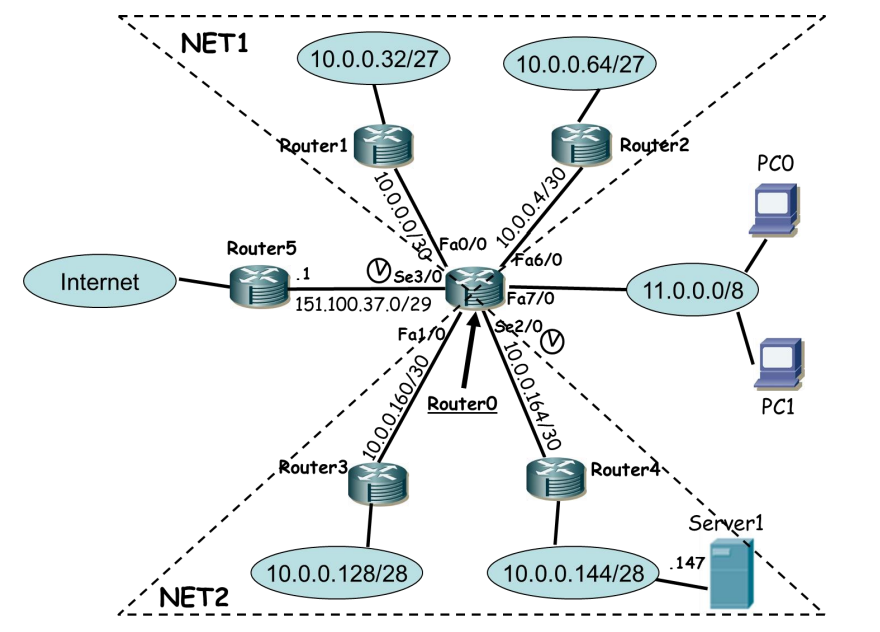 NET1
10.0.0.32/27
10.0.0.64/27
Router1
Router2
10.0.0.0/30
10.0.0.4/30
PC0
Router5
Fa0/0
Fa6/0
Internet
.1
V
Se3/0
151.100.37.0/29
Fa7/0
11.0.0.0/8
Fa1/0
Se2/0
V
10.0.0.160/30
10.0.0.164/30
Router0
PC1
Router3
Router4
Server1
10.0.0.128/28
10.0.0.144/28
.147
NET2